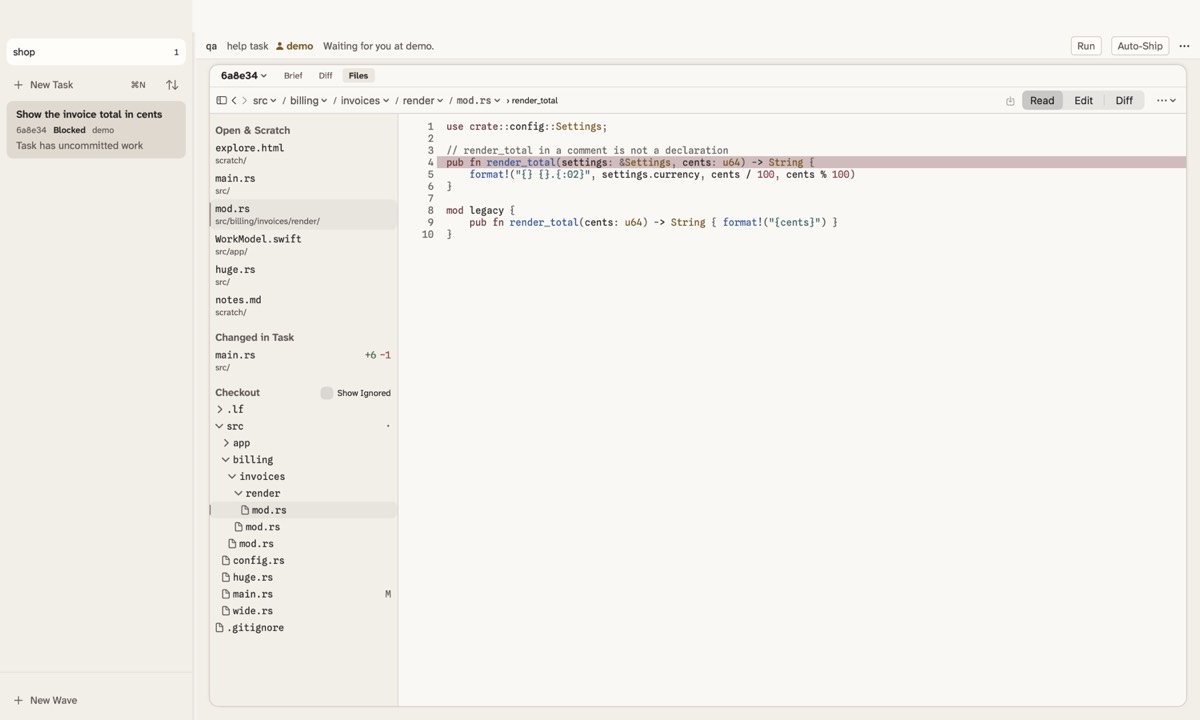 shop 1
+ New Task ⌘N
Show the invoice total in cents
6a8e34 Blocked demo
Task has uncommitted work
+ New Wave
qa help task demo Waiting for you at demo.
Run Auto-Ship ···
6a8e34 Brief Diff Files
src / billing / invoices / render / mod.rs › render_total
Read Edit Diff ···
Open & Scratch
explore.html
scratch/
main.rs
src/
mod.rs
src/billing/invoices/render/
WorkModel.swift
src/app/
huge.rs
src/
notes.md
scratch/
Changed in Task
main.rs +6 −1
src/
Checkout Show Ignored
.lf
src ·
app
billing
invoices
render
mod.rs
mod.rs
mod.rs
config.rs
huge.rs
main.rs M
wide.rs
.gitignore
1 use crate::config::Settings;
2
3 // render_total in a comment is not a declaration
4 pub fn render_total(settings: &Settings, cents: u64) -> String {
5     format!("{} {}.{:02}", settings.currency, cents / 100, cents % 100)
6 }
7
8 mod legacy {
9     pub fn render_total(cents: u64) -> String { format!("{cents}") }
10 }